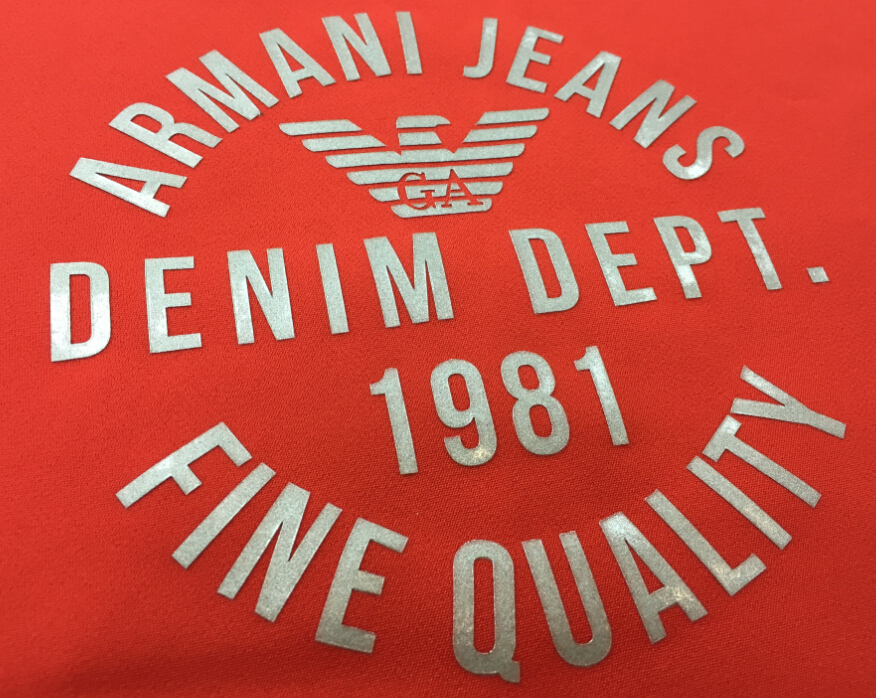 ARMANI JEANS
GA
DENIM DEPT.
1981
FINE QUALITY